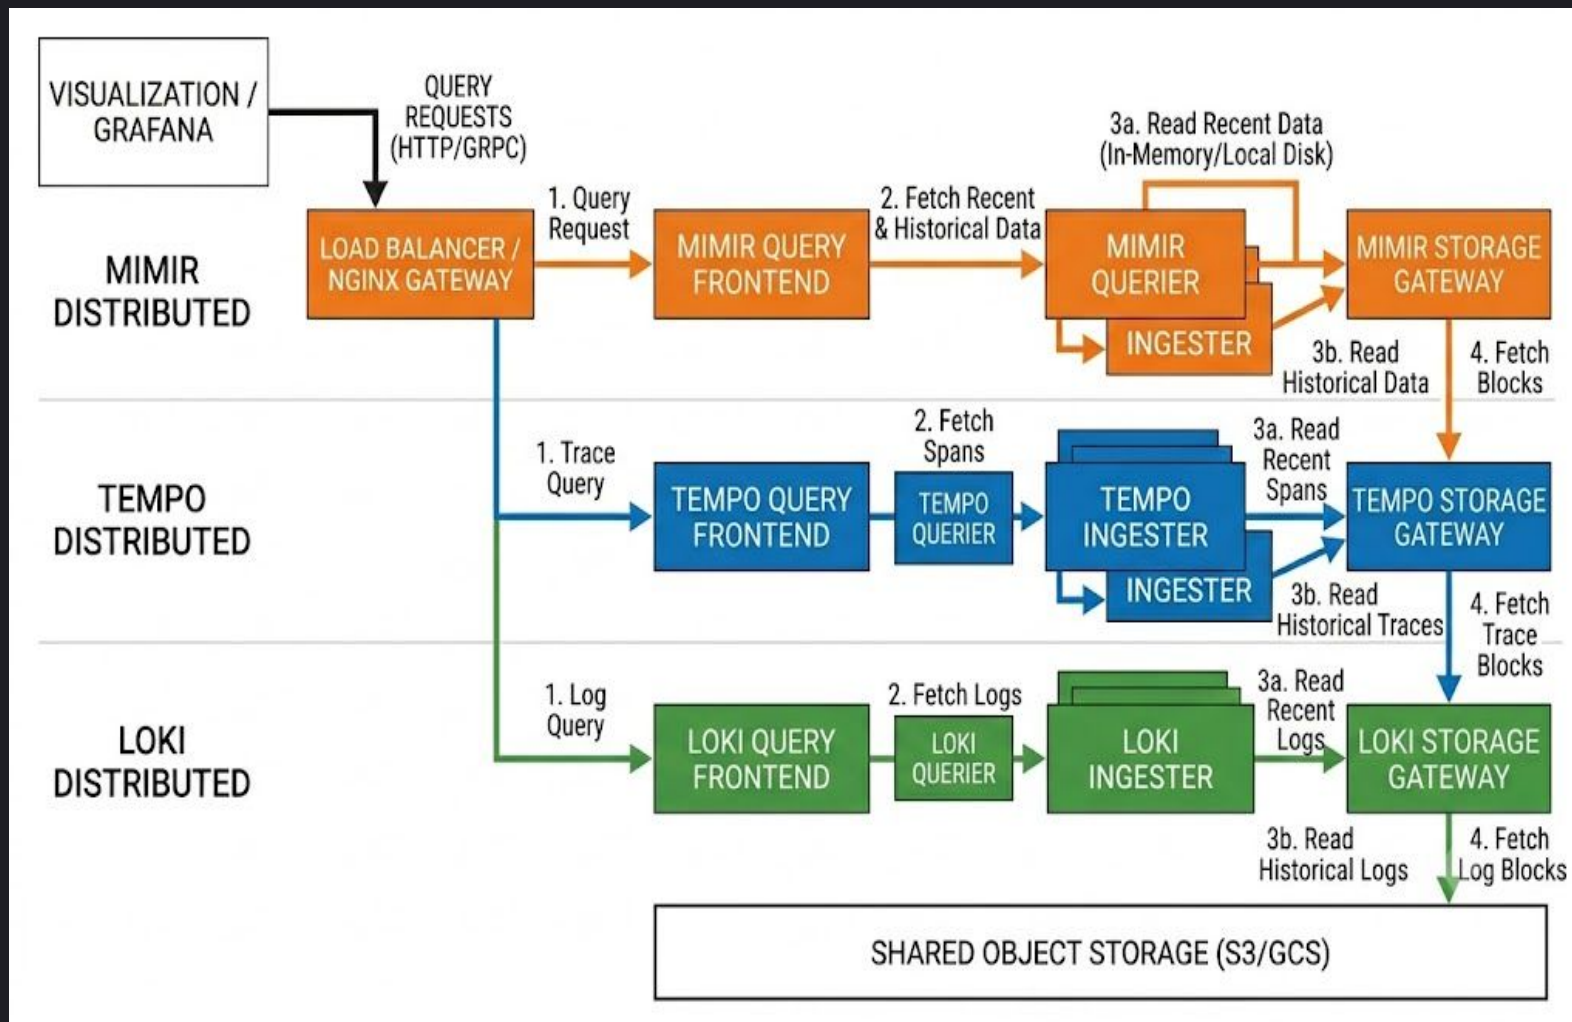 VISUALIZATION /
GRAFANA
QUERY
REQUESTS
(HTTP/GRPC)
MIMIR
DISTRIBUTED
LOAD BALANCER /
NGINX GATEWAY
1. Query
Request
MIMIR QUERY
FRONTEND
2. Fetch Recent
& Historical Data
MIMIR
QUERIER
INGESTER
3a. Read Recent Data
(In-Memory/Local Disk)
MIMIR STORAGE
GATEWAY
3b. Read
Historical Data
4. Fetch
Blocks
TEMPO
DISTRIBUTED
1. Trace
Query
TEMPO QUERY
FRONTEND
2. Fetch
Spans
TEMPO
QUERIER
TEMPO
INGESTER
INGESTER
3a. Read
Recent
Spans
TEMPO STORAGE
GATEWAY
3b. Read
Historical Traces
4. Fetch
Trace
Blocks
LOKI
DISTRIBUTED
1. Log
Query
LOKI QUERY
FRONTEND
2. Fetch Logs
LOKI
QUERIER
LOKI
INGESTER
3a. Read
Recent
Logs
LOKI STORAGE
GATEWAY
3b. Read
Historical Logs
4. Fetch
Log Blocks
SHARED OBJECT STORAGE (S3/GCS)